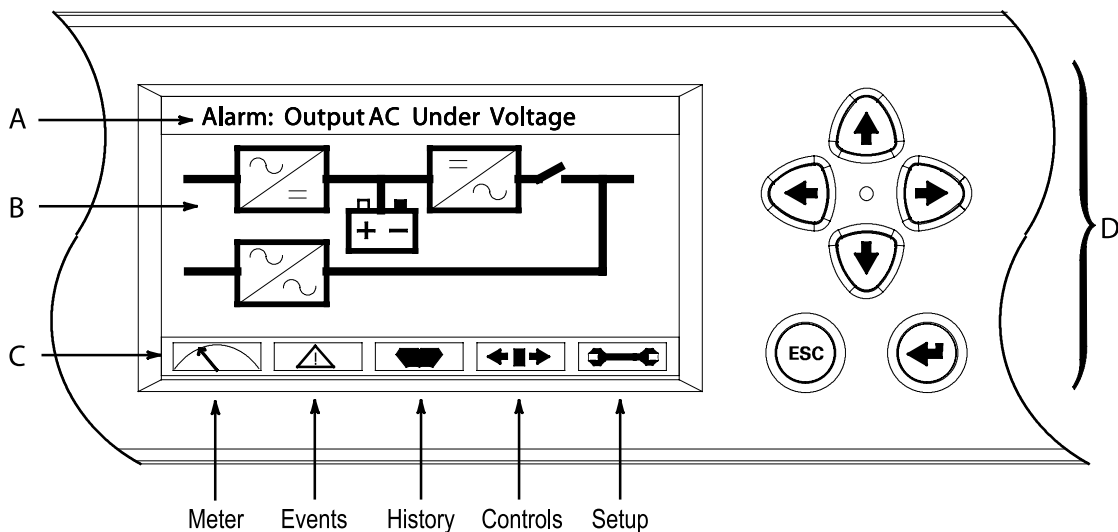 A
Alarm: Output AC Under Voltage
B
C
D
ESC
Meter Events History Controls Setup